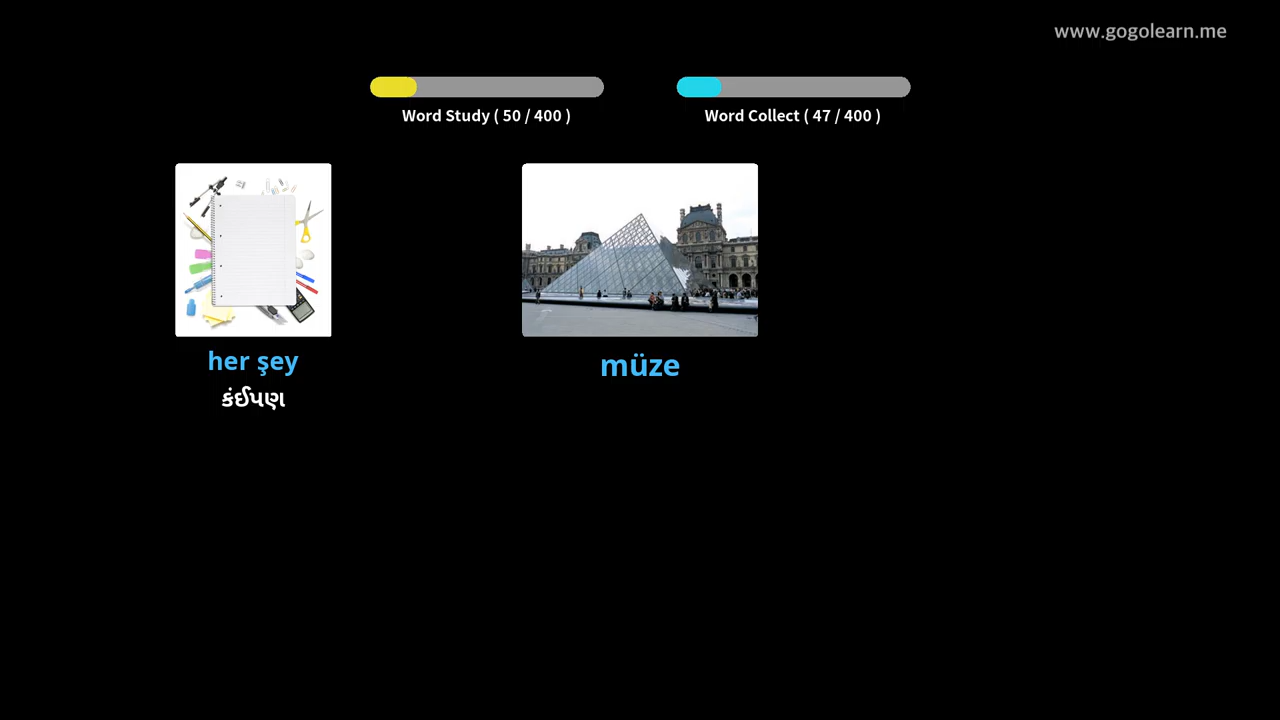 www.gogolearn.me
Word Study ( 50 / 400 )
Word Collect ( 47 / 400 )
her şey
કંઈપણ
müze